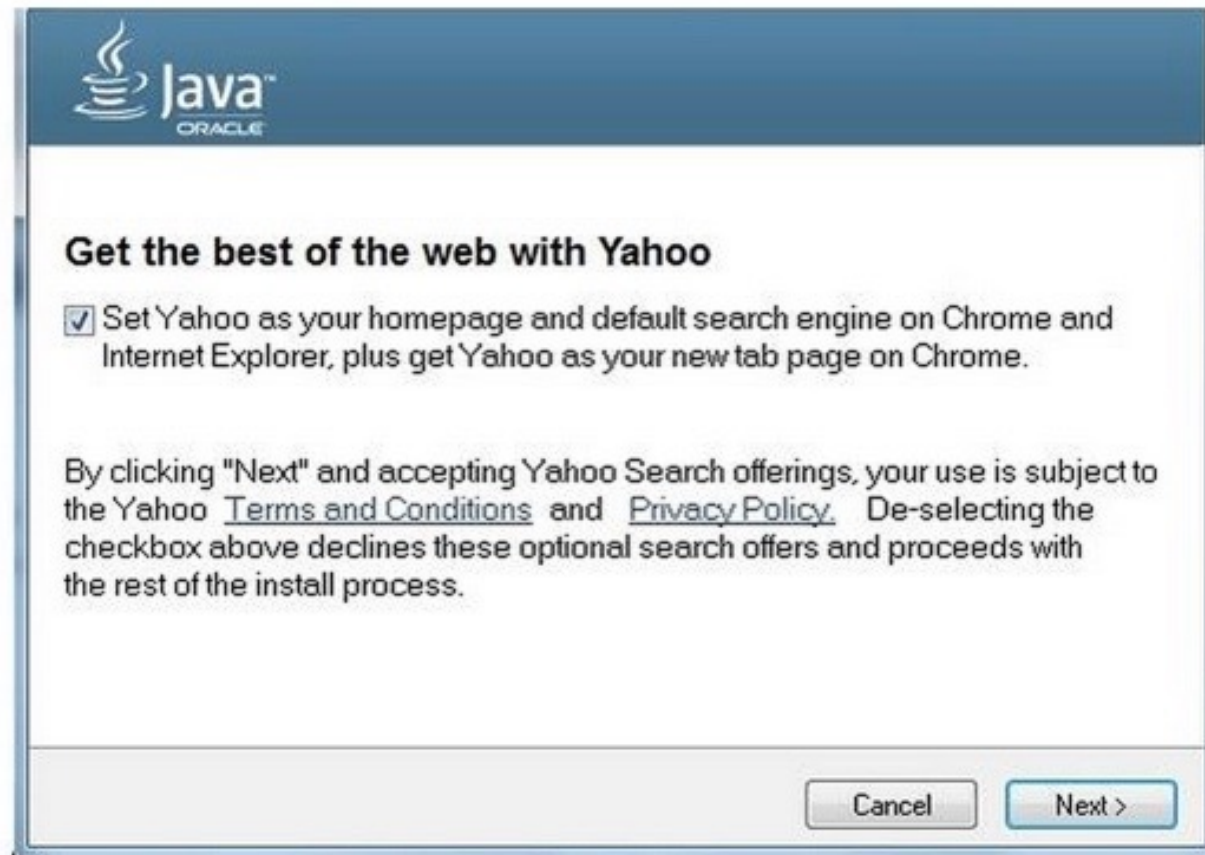 Java™
ORACLE
Get the best of the web with Yahoo
Set Yahoo as your homepage and default search engine on Chrome and
Internet Explorer, plus get Yahoo as your new tab page on Chrome.
By clicking "Next" and accepting Yahoo Search offerings, your use is subject to
the Yahoo Terms and Conditions and Privacy Policy. De-selecting the
checkbox above declines these optional search offers and proceeds with
the rest of the install process.
Cancel Next >